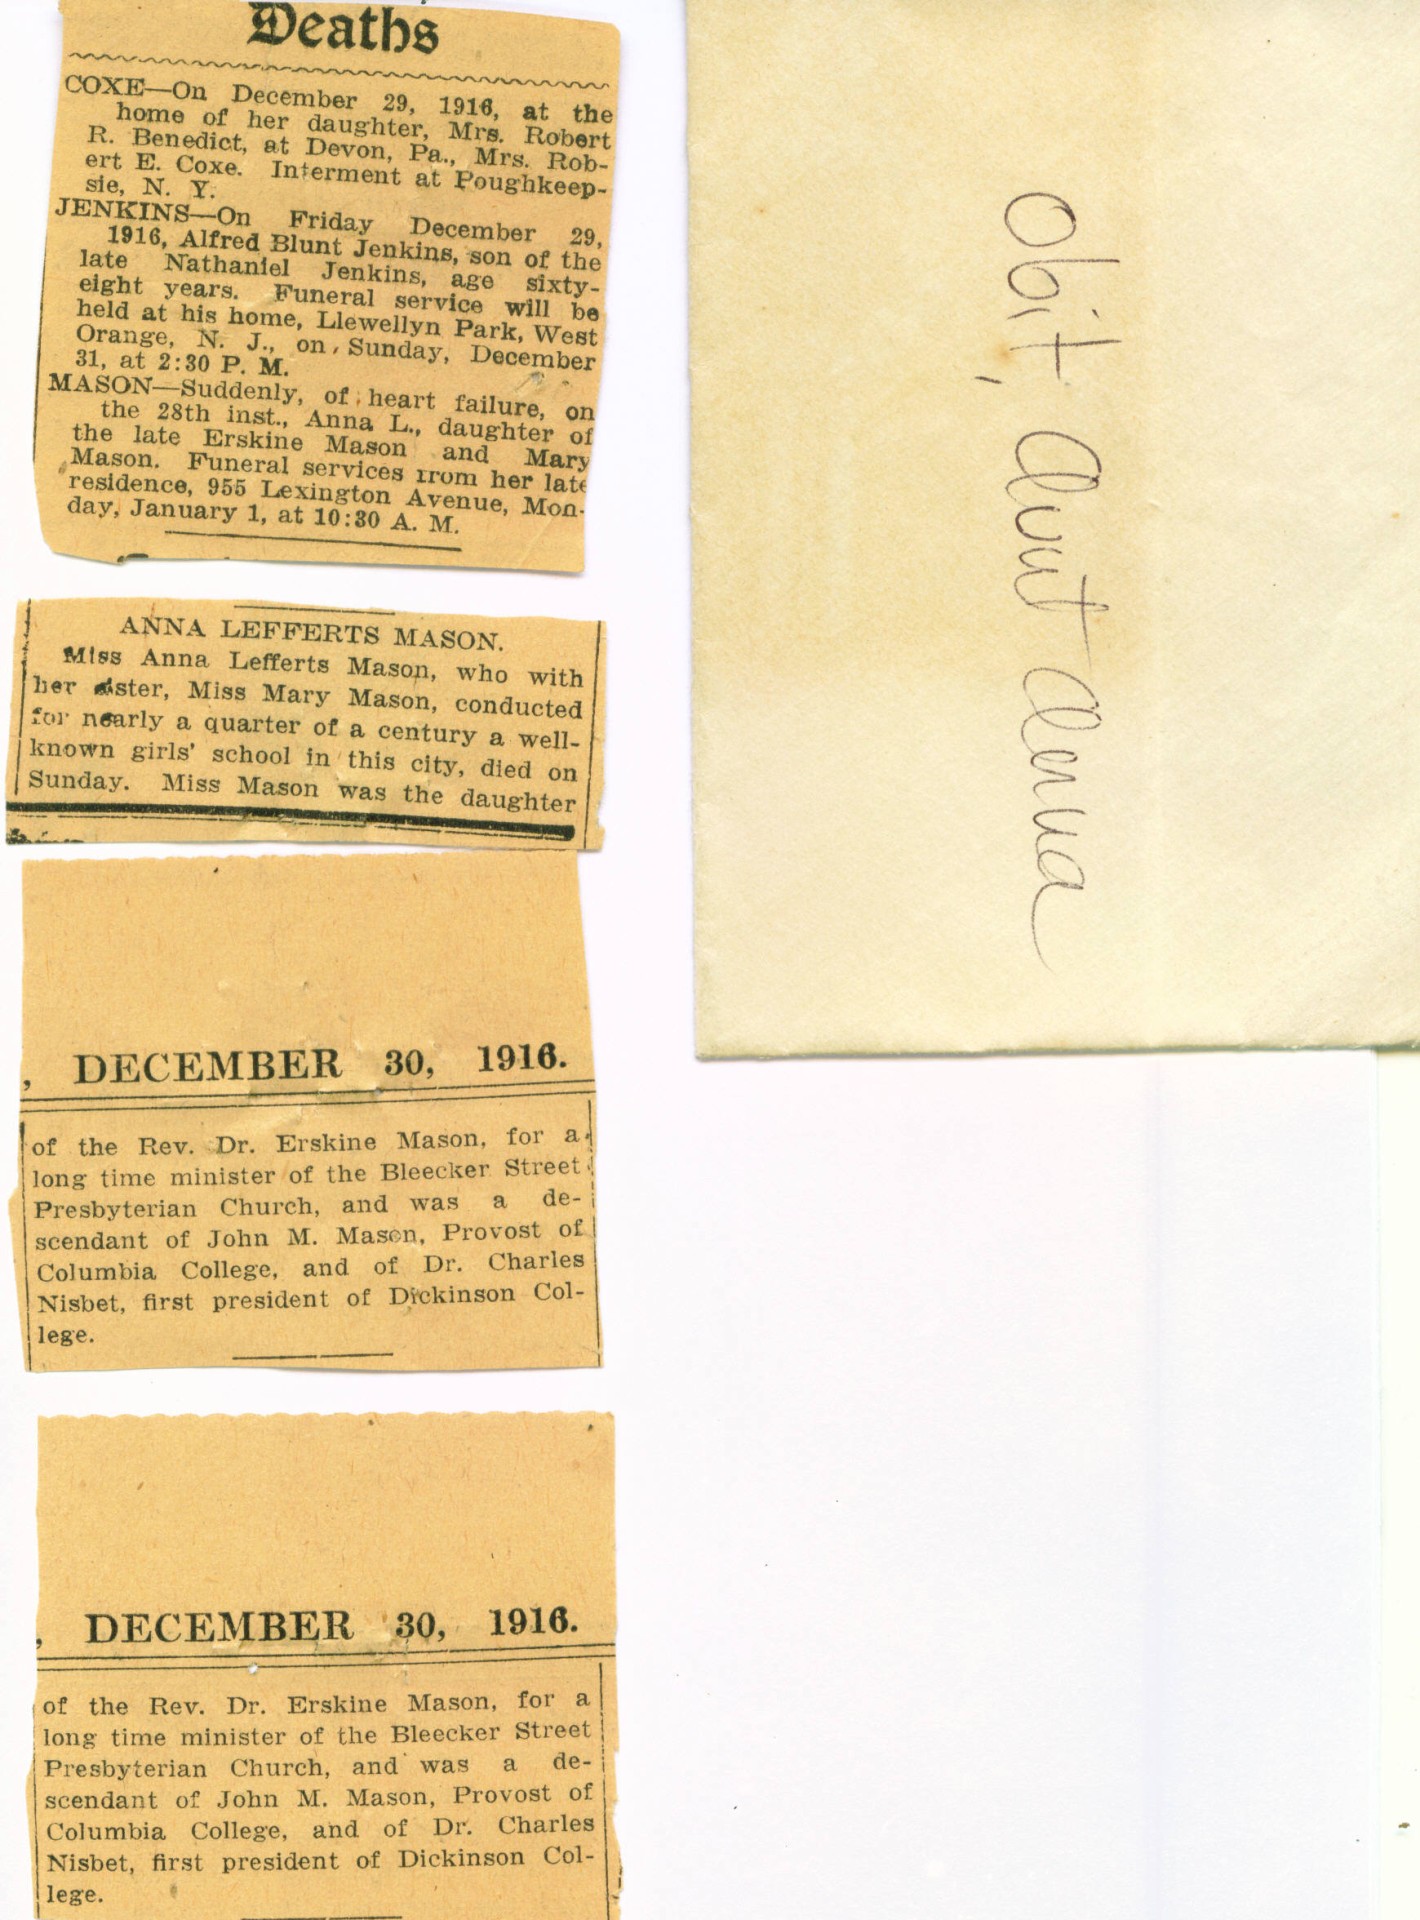 Deaths
COXE—On December 29, 1916, at the
home of her daughter, Mrs. Robert
R. Benedict, at Devon, Pa., Mrs. Rob-
ert E. Coxe. Interment at Poughkeep-
sie, N. Y.
JENKINS—On Friday December 29,
1916, Alfred Blunt Jenkins, son of the
late Nathaniel Jenkins, age sixty-
eight years. Funeral service will be
held at his home, Llewellyn Park, West
Orange, N. J., on, Sunday, December
31, at 2:30 P. M.
MASON—Suddenly, of heart failure, on
the 28th inst., Anna L., daughter of
the late Erskine Mason and Mary
Mason. Funeral services from her late
residence, 955 Lexington Avenue, Mon-
day, January 1, at 10:30 A. M.
ANNA LEFFERTS MASON.
Miss Anna Lefferts Mason, who with
her sister, Miss Mary Mason, conducted
for nearly a quarter of a century a well-
known girls' school in this city, died on
Sunday. Miss Mason was the daughter
, DECEMBER 30, 1916.
of the Rev. Dr. Erskine Mason, for a
long time minister of the Bleecker Street
Presbyterian Church, and was a de-
scendant of John M. Mason, Provost of
Columbia College, and of Dr. Charles
Nisbet, first president of Dickinson Col-
lege.
, DECEMBER 30, 1916.
of the Rev. Dr. Erskine Mason, for a
long time minister of the Bleecker Street
Presbyterian Church, and was a de-
scendant of John M. Mason, Provost of
Columbia College, and of Dr. Charles
Nisbet, first president of Dickinson Col-
lege.
Obit, Aunt Anna